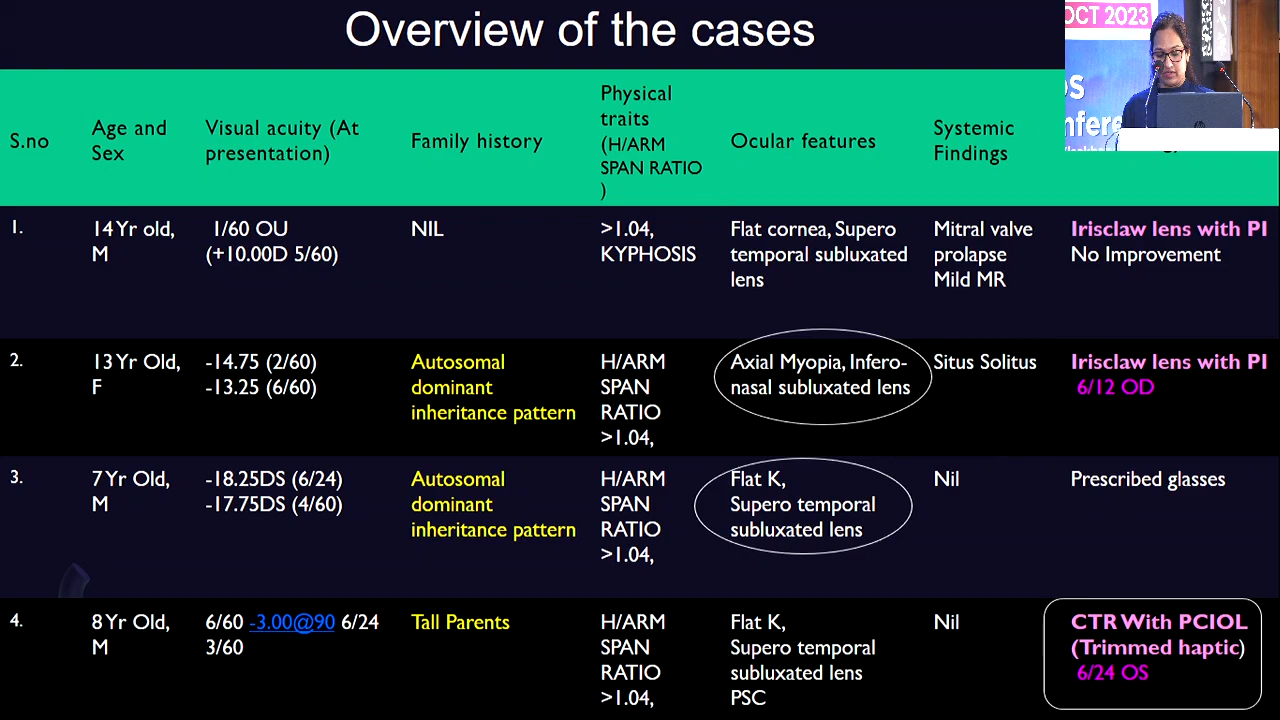 Overview of the cases
OCT 2023
S.no
Age and
Sex
Visual acuity (At
presentation)
Family history
Physical
traits
(H/ARM
SPAN RATIO
)
Ocular features
Systemic
Findings
1.
14 Yr old,
M
1/60 OU
(+10.00D 5/60)
NIL
>1.04,
KYPHOSIS
Flat cornea, Supero
temporal subluxated
lens
Mitral valve
prolapse
Mild MR
Irisclaw lens with PI
No Improvement
2.
13 Yr Old,
F
-14.75 (2/60)
-13.25 (6/60)
Autosomal
dominant
inheritance pattern
H/ARM
SPAN
RATIO
>1.04,
Axial Myopia, Infero-
nasal subluxated lens
Situs Solitus
Irisclaw lens with PI
6/12 OD
3.
7 Yr Old,
M
-18.25DS (6/24)
-17.75DS (4/60)
Autosomal
dominant
inheritance pattern
H/ARM
SPAN
RATIO
>1.04,
Flat K,
Supero temporal
subluxated lens
Nil
Prescribed glasses
4.
8 Yr Old,
M
6/60 -3.00@90 6/24
3/60
Tall Parents
H/ARM
SPAN
RATIO
>1.04,
Flat K,
Supero temporal
subluxated lens
PSC
Nil
CTR With PCIOL
(Trimmed haptic)
6/24 OS